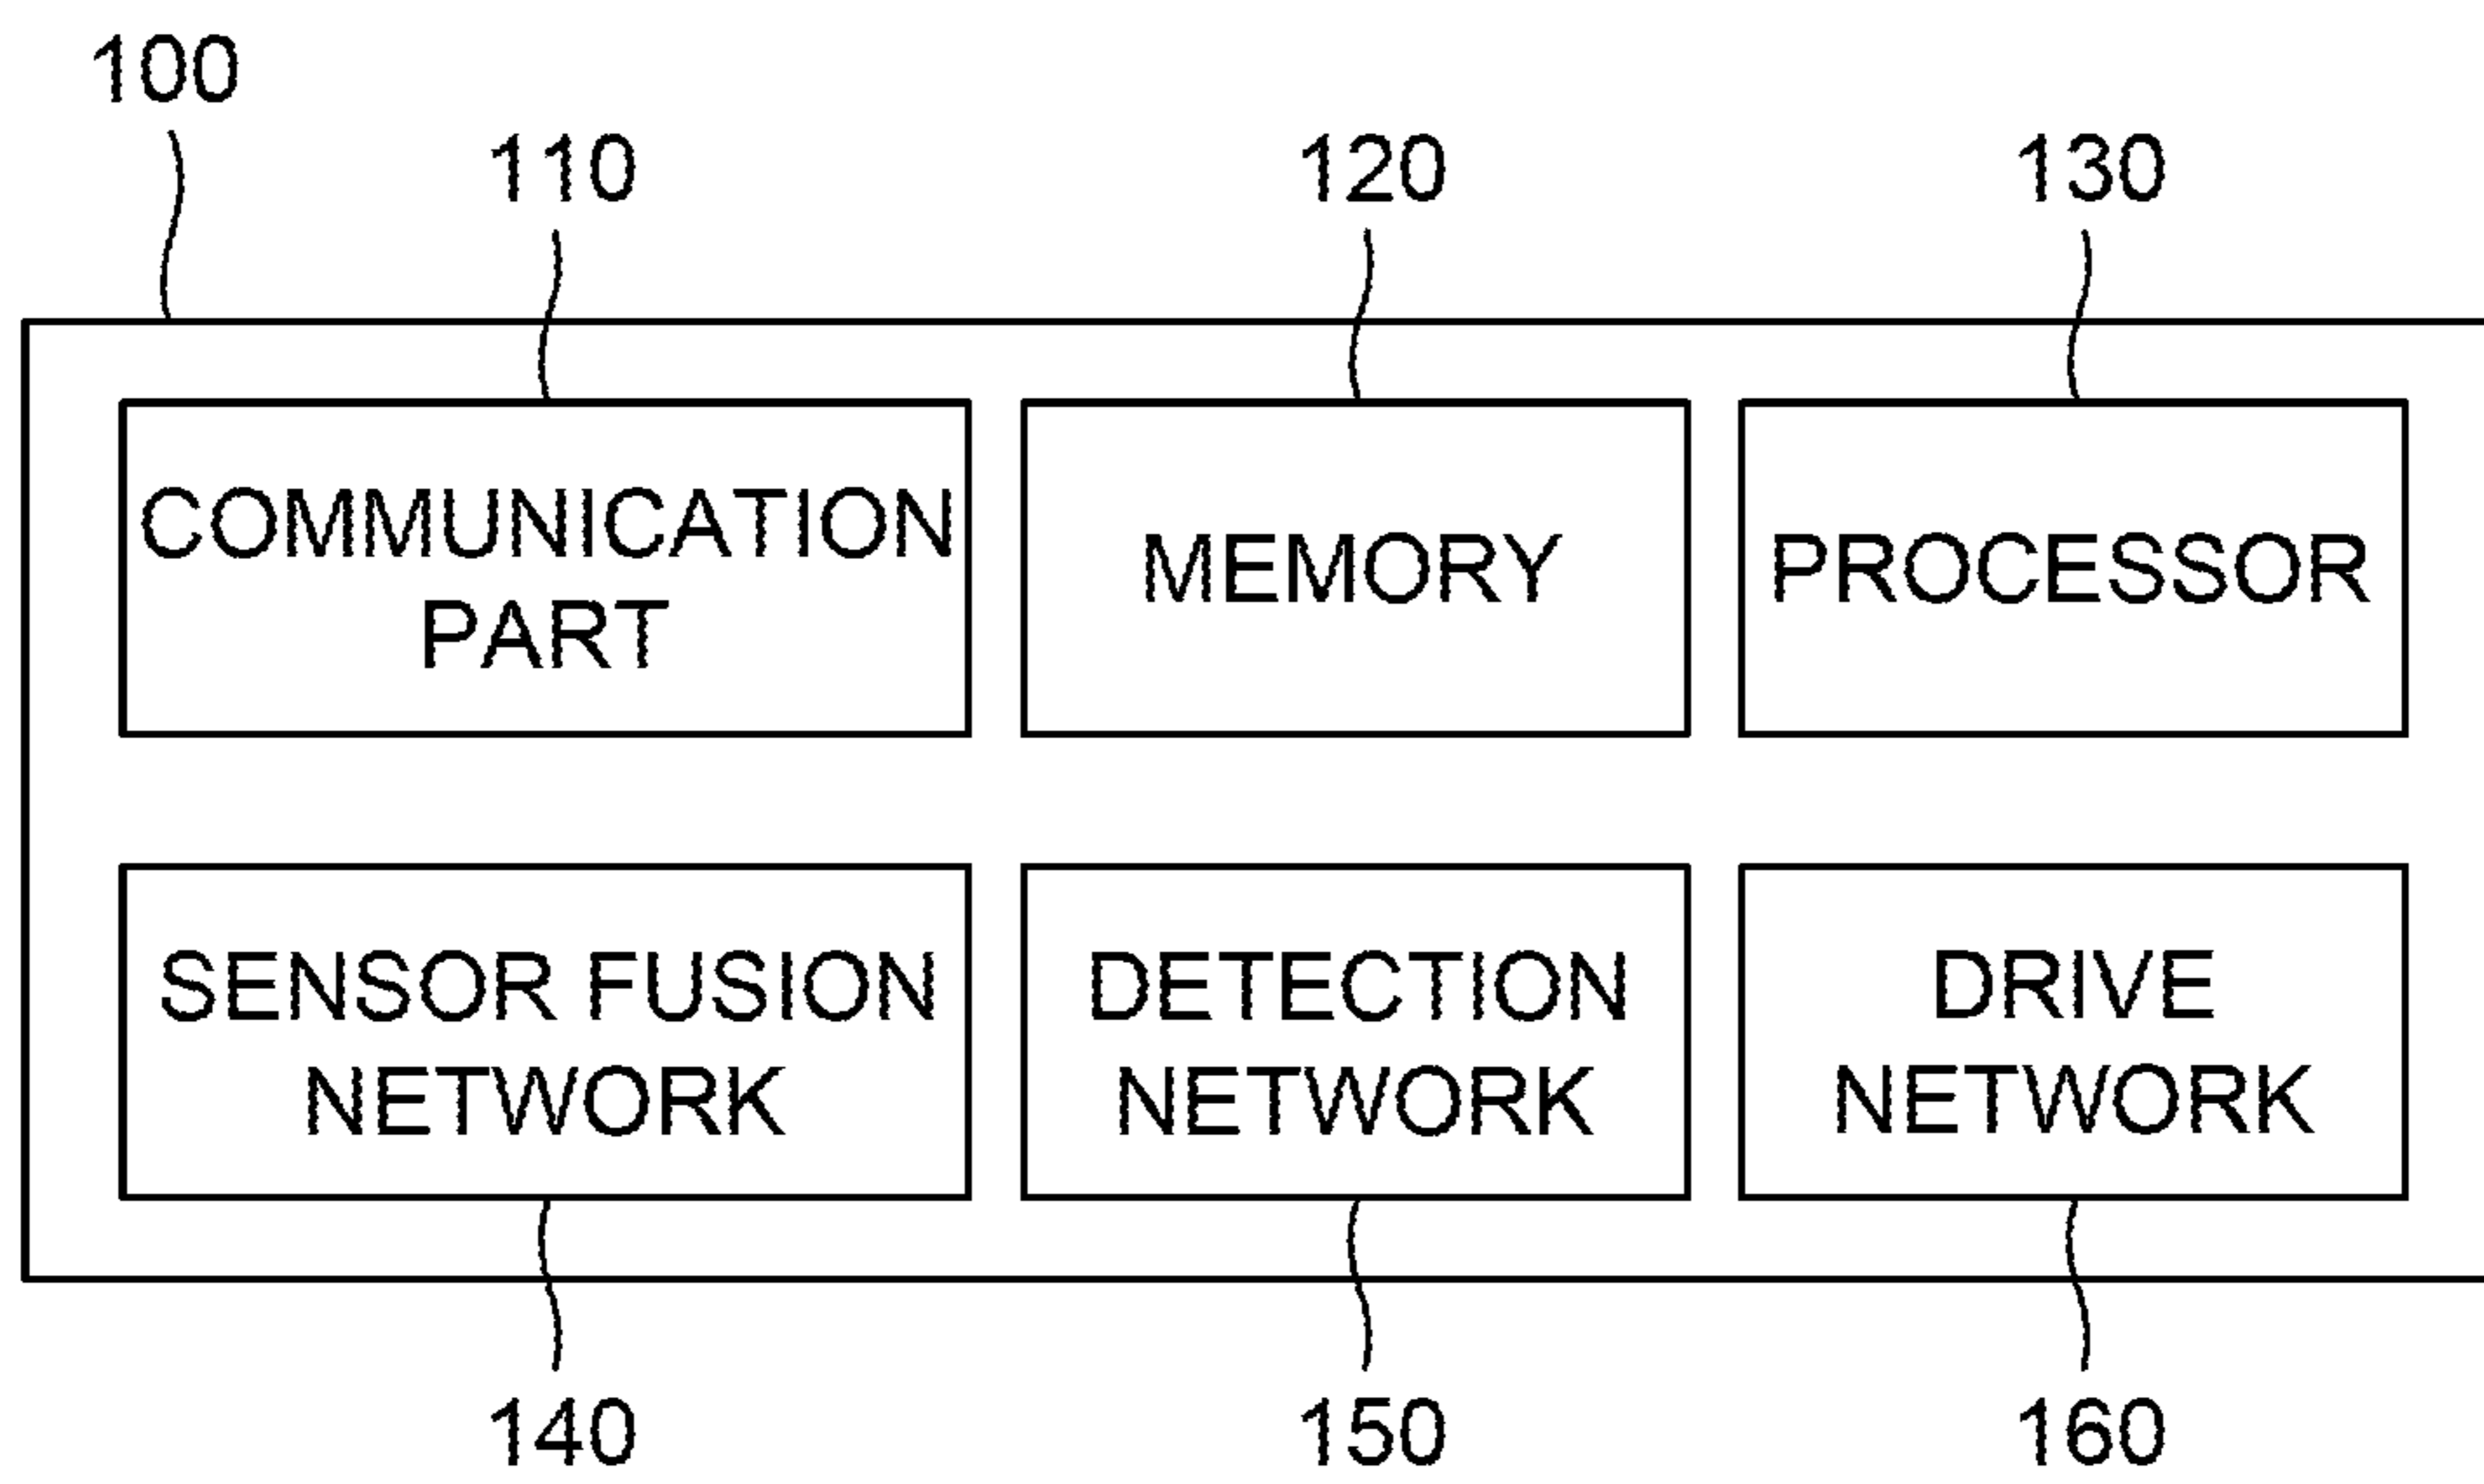 100
110
120
130
COMMUNICATION
PART
MEMORY
PROCESSOR
SENSOR FUSION
NETWORK
DETECTION
NETWORK
DRIVE
NETWORK
140
150
160